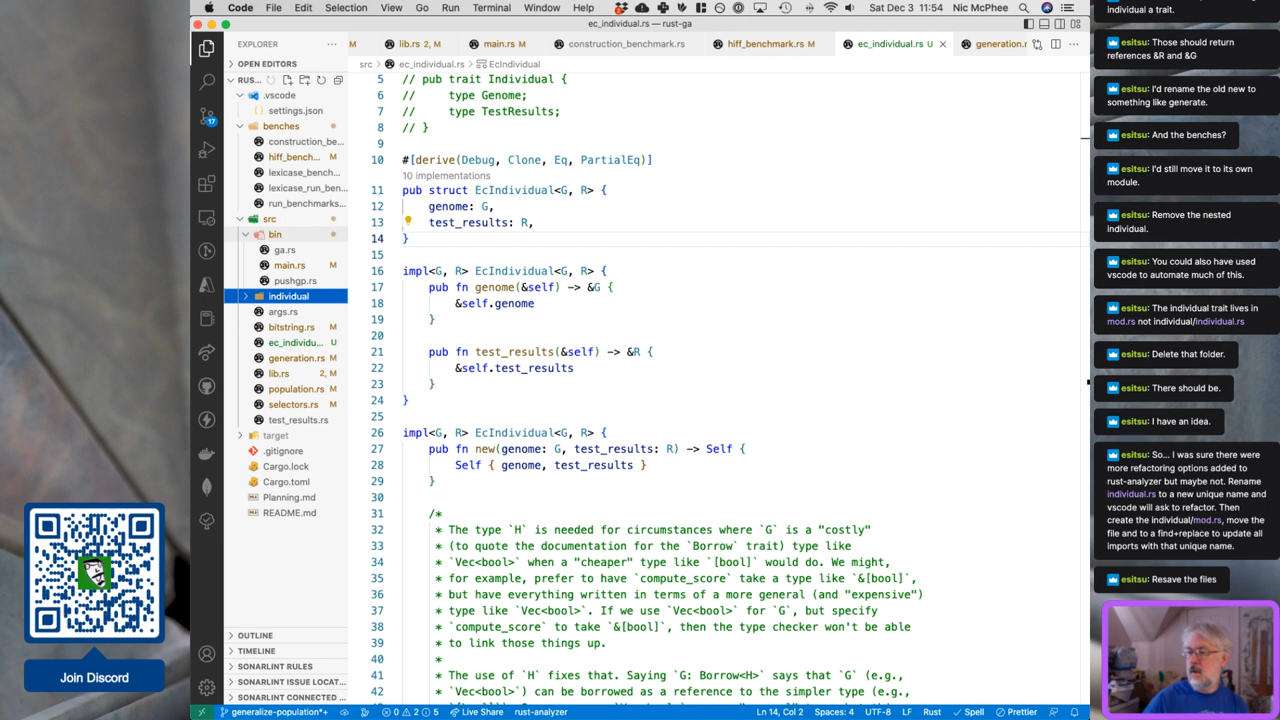 Code File Edit Selection View Go Run Terminal Window Help
Sat Dec 3 11:54 Nic McPhee
ec_individual.rs — rust-ga
EXPLORER
M lib.rs 2, M main.rs M construction_benchmark.rs hiff_benchmark.rs M ec_individual.rs U generation.r
src ec_individual.rs EcIndividual
OPEN EDITORS
RUS...
.vscode
settings.json
benches
construction_be...
hiff_bench... M
lexicase_bench...
lexicase_run_ben...
run_benchmarks...
src
bin
ga.rs
main.rs M
pushgp.rs
individual
args.rs
bitstring.rs M
ec_individu... U
generation.rs M
lib.rs 2, M
population.rs M
selectors.rs M
test_results.rs
target
.gitignore
Cargo.lock
Cargo.toml
Planning.md
README.md
OUTLINE
TIMELINE
SONARLINT RULES
SONARLINT ISSUE LOCAT...
SONARLINT CONNECTED ...
17
5 // pub trait Individual {
6 // type Genome;
7 // type TestResults;
8 // }
9
10 #[derive(Debug, Clone, Eq, PartialEq)]
10 implementations
11 pub struct EcIndividual<G, R> {
12 genome: G,
13 test_results: R,
14 }
15
16 impl<G, R> EcIndividual<G, R> {
17 pub fn genome(&self) -> &G {
18 &self.genome
19 }
20
21 pub fn test_results(&self) -> &R {
22 &self.test_results
23 }
24 }
25
26 impl<G, R> EcIndividual<G, R> {
27 pub fn new(genome: G, test_results: R) -> Self {
28 Self { genome, test_results }
29 }
30
31 /*
32 * The type `H` is needed for circumstances where `G` is a "costly"
33 * (to quote the documentation for the `Borrow` trait) type like
34 * `Vec<bool>` when a "cheaper" type like `[bool]` would do. We might,
35 * for example, prefer to have `compute_score` take a type like `&[bool]`,
36 * but have everything written in terms of a more general (and "expensive")
37 * type like `Vec<bool>`. If we use `Vec<bool>` for `G`, but specify
38 * `compute_score` to take `&[bool]`, then the type checker won't be able
39 * to link those things up.
40 *
41 * The use of `H` fixes that. Saying `G: Borrow<H>` says that `G` (e.g.,
42 * `Vec<bool>`) can be borrowed as a reference to the simpler type (e.g.,
generalize-population*+ 0 2 5 Live Share rust-analyzer Ln 14, Col 2 Spaces: 4 UTF-8 LF Rust Spell Prettier
Join Discord
individual a trait.
esitsu: Those should return
references &R and &G
esitsu: I'd rename the old new to
something like generate.
esitsu: And the benches?
esitsu: I'd still move it to its own
module.
esitsu: Remove the nested
individual.
esitsu: You could also have used
vscode to automate much of this.
esitsu: The individual trait lives in
mod.rs not individual/individual.rs
esitsu: Delete that folder.
esitsu: There should be.
esitsu: I have an idea.
esitsu: So... I was sure there were
more refactoring options added to
rust-analyzer but maybe not. Rename
individual.rs to a new unique name and
vscode will ask to refactor. Then
create the individual/mod.rs, move the
file and to a find+replace to update all
imports with that unique name.
esitsu: Resave the files